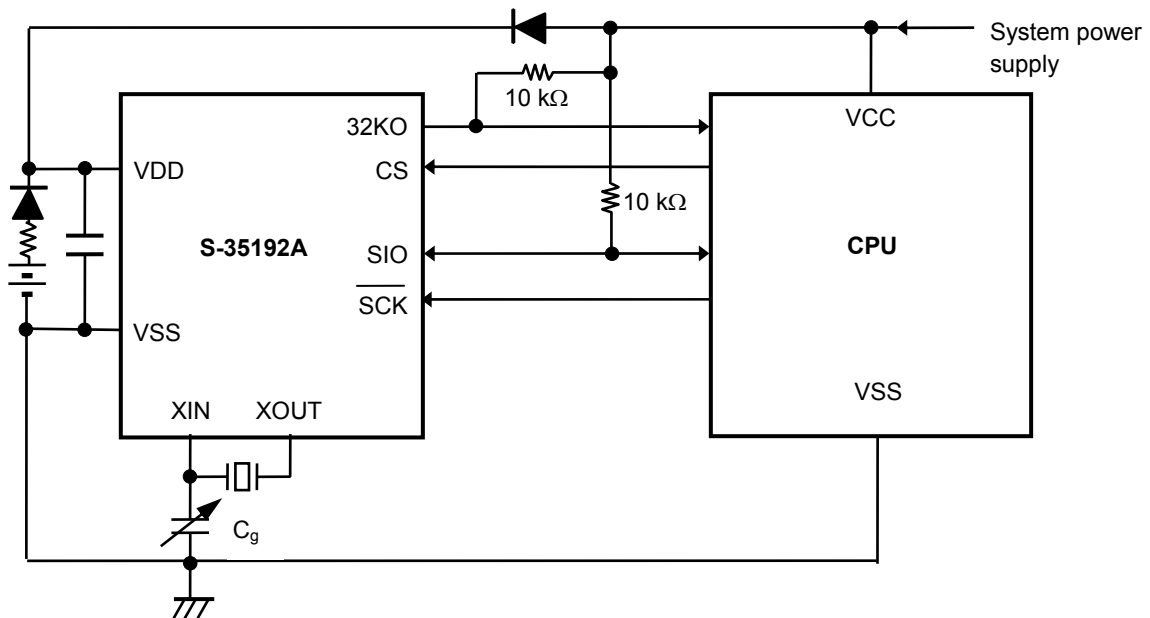 System power
supply
10 kΩ
32KO
VCC
VDD
CS
10 kΩ
S-35192A
SIO
CPU
SCK
VSS
VSS
XIN
XOUT
Cg